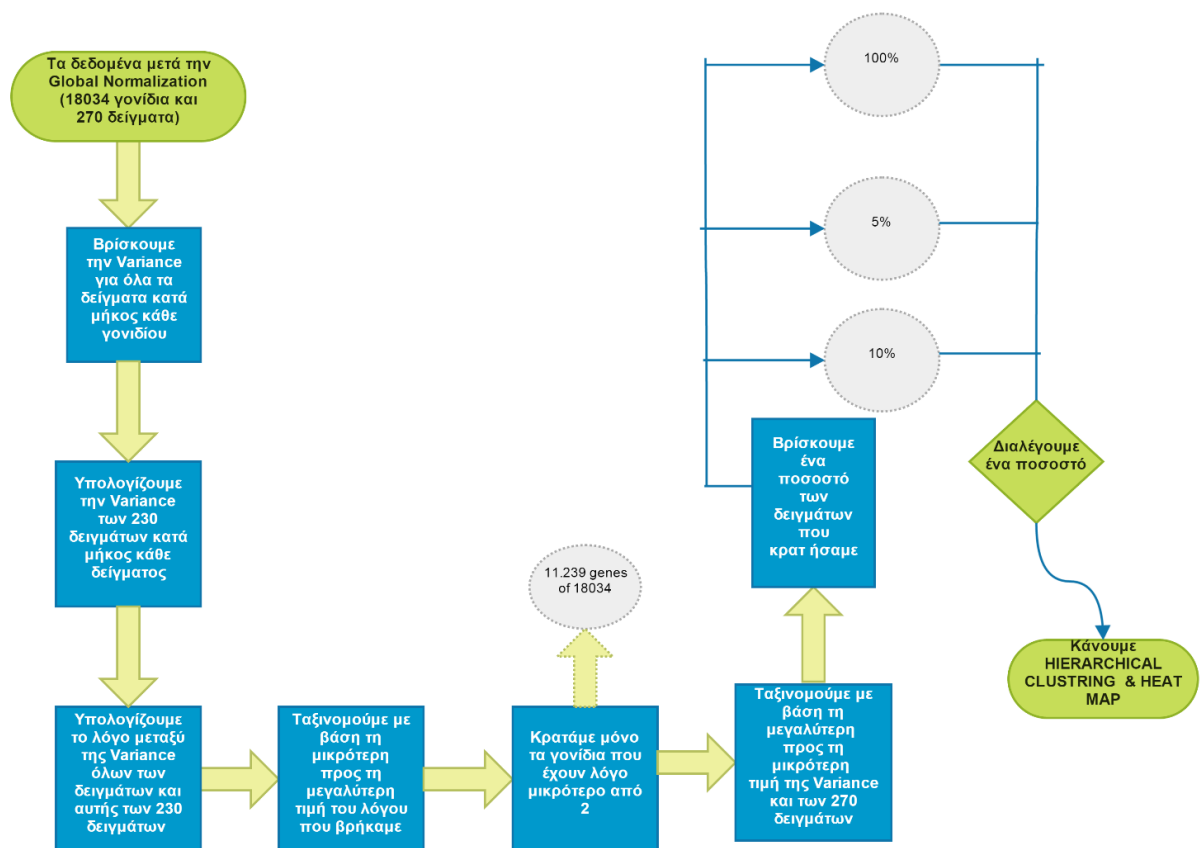 Τα δεδομένα μετά την
Global Normalization
(18034 γονίδια και
270 δείγματα)
Βρίσκουμε
την Variance
για όλα τα
δείγματα κατά
μήκος κάθε
γονιδίου
Υπολογίζουμε
την Variance
των 230
δειγμάτων κατά
μήκος κάθε
δείγματος
Υπολογίζουμε
το λόγο μεταξύ
της Variance
όλων των
δειγμάτων και
αυτής των 230
δειγμάτων
Ταξινομούμε με
βάση τη
μικρότερη
προς τη
μεγαλύτερη
τιμή του λόγου
που βρήκαμε
Κρατάμε μόνο
τα γονίδια που
έχουν λόγο
μικρότερο από
2
11.239 genes
of 18034
Ταξινομούμε με
βάση τη
μεγαλύτερη
προς τη
μικρότερη
τιμή της Variance
και των 270
δειγμάτων
Βρίσκουμε
ένα
ποσοστό
των
δειγμάτων
που
κρατ ήσαμε
100%
5%
10%
Διαλέγουμε
ένα ποσοστό
Κάνουμε
HIERARCHICAL
CLUSTRING & HEAT
MAP